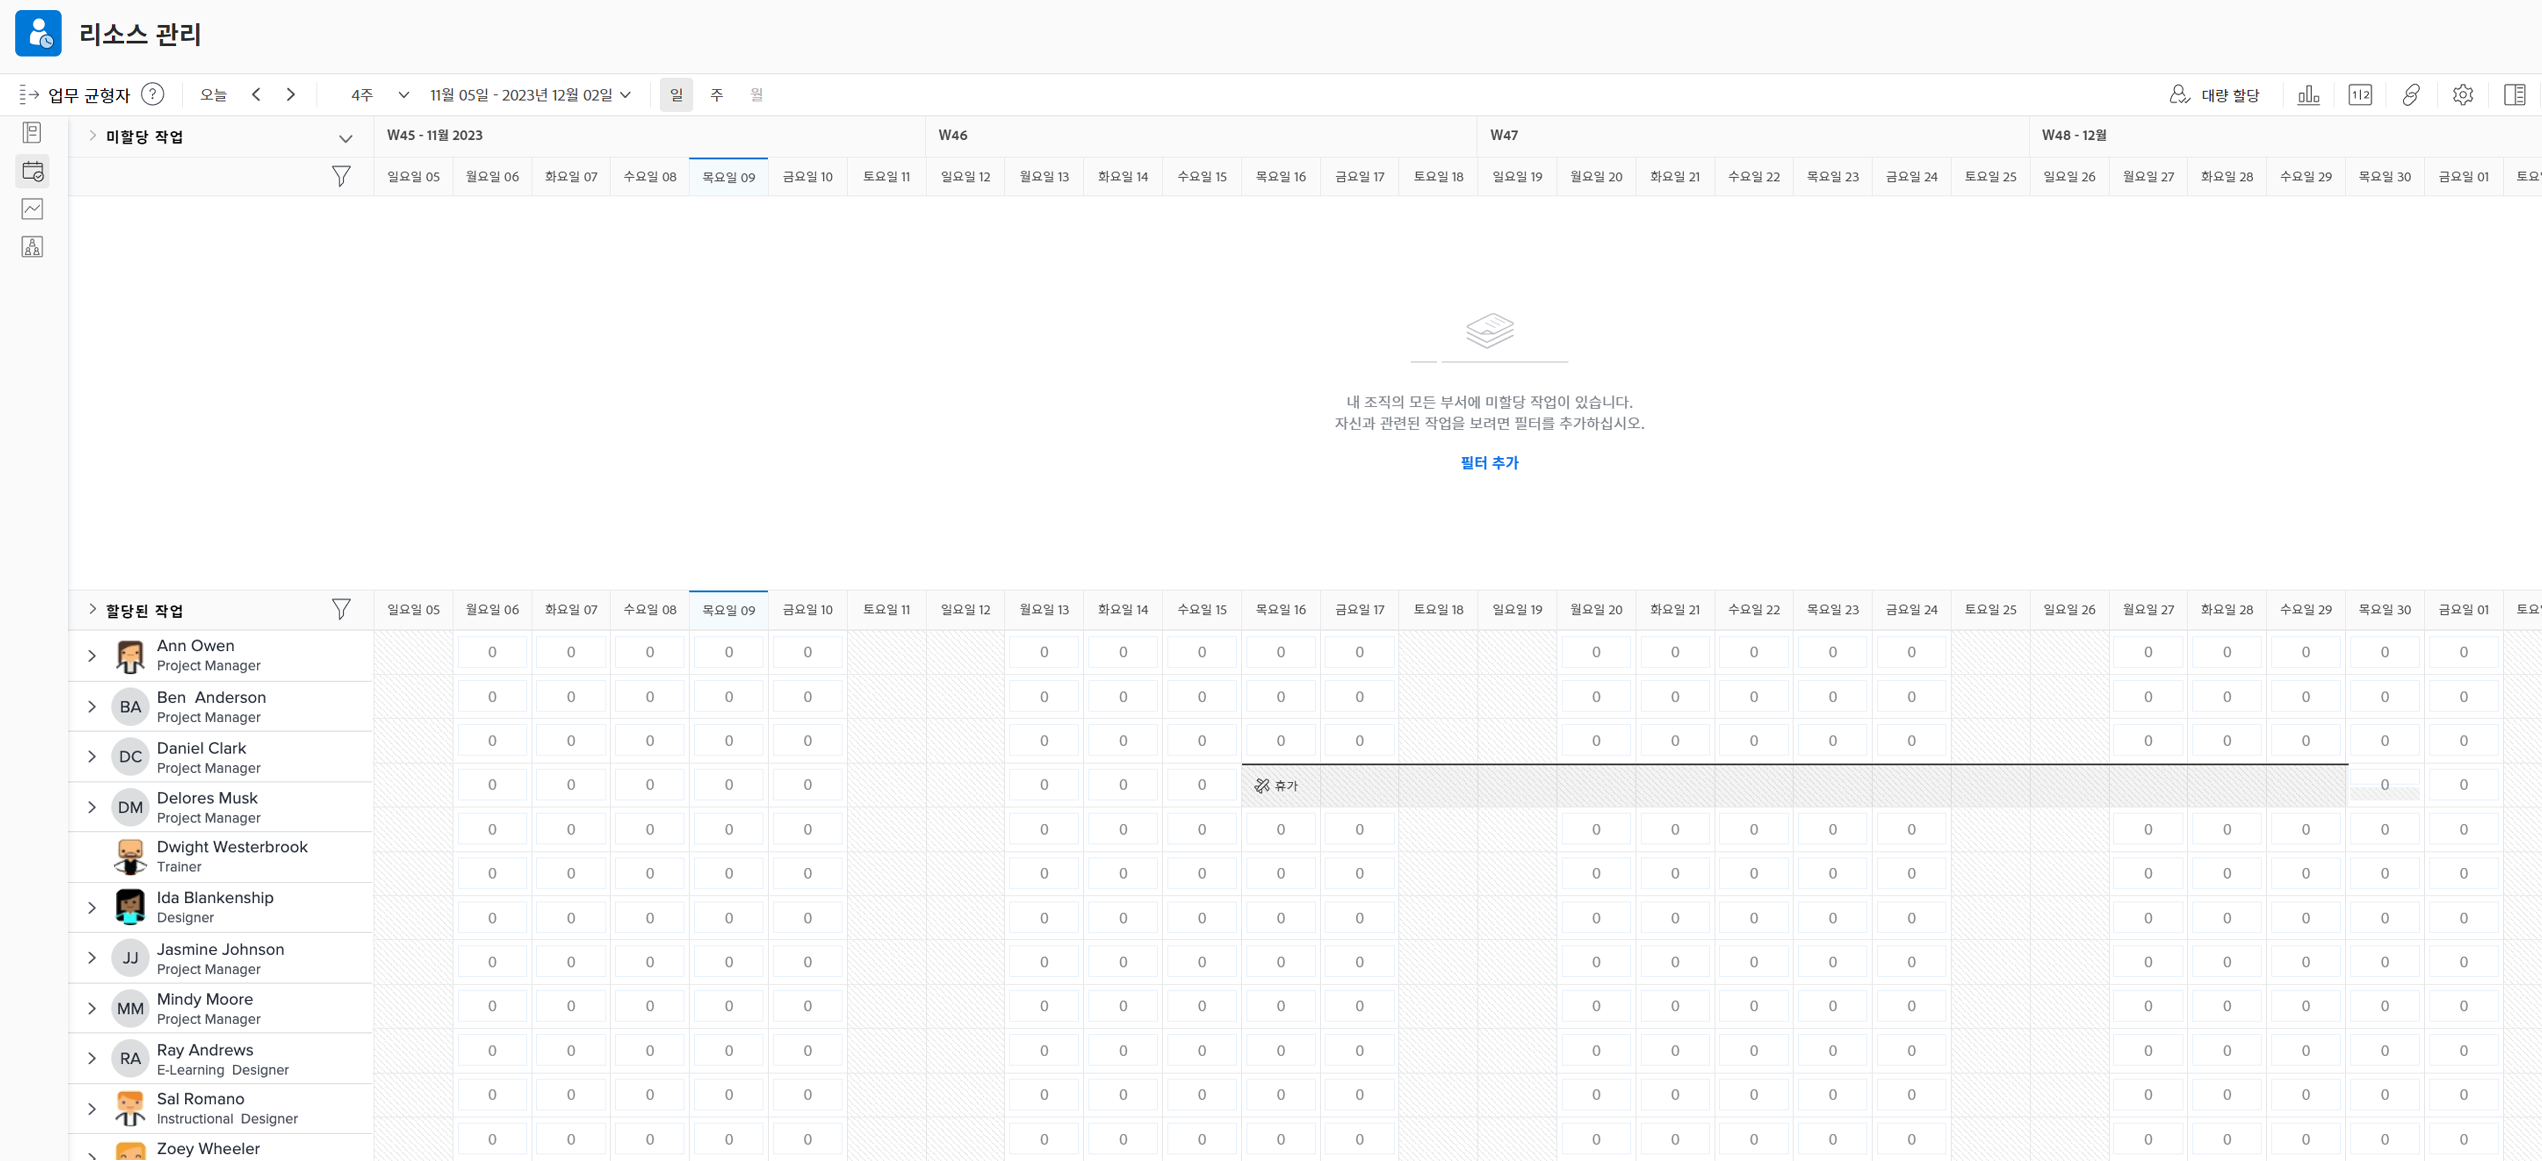 리소스 관리
업무 균형자 ? 오늘 4주 11월 05일 - 2023년 12월 02일 일 주 월 대량 할당
미할당 작업 W45 - 11월 2023 W46 W47 W48 - 12월
일요일 05 월요일 06 화요일 07 수요일 08 목요일 09 금요일 10 토요일 11 일요일 12 월요일 13 화요일 14 수요일 15 목요일 16 금요일 17 토요일 18 일요일 19 월요일 20 화요일 21 수요일 22 목요일 23 금요일 24 토요일 25 일요일 26 월요일 27 화요일 28 수요일 29 목요일 30 금요일 01 토요
내 조직의 모든 부서에 미할당 작업이 있습니다.
자신과 관련된 작업을 보려면 필터를 추가하십시오.
필터 추가
할당된 작업 일요일 05 월요일 06 화요일 07 수요일 08 목요일 09 금요일 10 토요일 11 일요일 12 월요일 13 화요일 14 수요일 15 목요일 16 금요일 17 토요일 18 일요일 19 월요일 20 화요일 21 수요일 22 목요일 23 금요일 24 토요일 25 일요일 26 월요일 27 화요일 28 수요일 29 목요일 30 금요일 01 토요
Ann Owen
Project Manager
0 0 0 0 0 0 0 0 0 0 0 0 0 0 0 0 0 0 0 0
BA Ben Anderson
Project Manager
0 0 0 0 0 0 0 0 0 0 0 0 0 0 0 0 0 0 0 0
DC Daniel Clark
Project Manager
0 0 0 0 0 0 0 0 0 0 0 0 0 0 0 0 0 0 0 0
DM Delores Musk
Project Manager
0 0 0 0 0 0 0 0 휴가 0 0
Dwight Westerbrook
Trainer
0 0 0 0 0 0 0 0 0 0 0 0 0 0 0 0 0 0 0 0
Ida Blankenship
Designer
0 0 0 0 0 0 0 0 0 0 0 0 0 0 0 0 0 0 0 0
JJ Jasmine Johnson
Project Manager
0 0 0 0 0 0 0 0 0 0 0 0 0 0 0 0 0 0 0 0
MM Mindy Moore
Project Manager
0 0 0 0 0 0 0 0 0 0 0 0 0 0 0 0 0 0 0 0
RA Ray Andrews
E-Learning Designer
0 0 0 0 0 0 0 0 0 0 0 0 0 0 0 0 0 0 0 0
Sal Romano
Instructional Designer
0 0 0 0 0 0 0 0 0 0 0 0 0 0 0 0 0 0 0 0
Zoey Wheeler
0 0 0 0 0 0 0 0 0 0 0 0 0 0 0 0 0 0 0 0
0 0 0 0 0 0 0 0 0 0 0 0 0 0 0 0 0 0 0 0